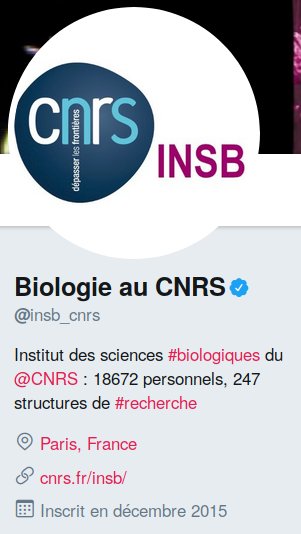 cnrs
dépasser les frontières
INSB
Biologie au CNRS
@insb_cnrs
Institut des sciences #biologiques du
@CNRS : 18672 personnels, 247
structures de #recherche
Paris, France
cnrs.fr/insb/
Inscrit en décembre 2015